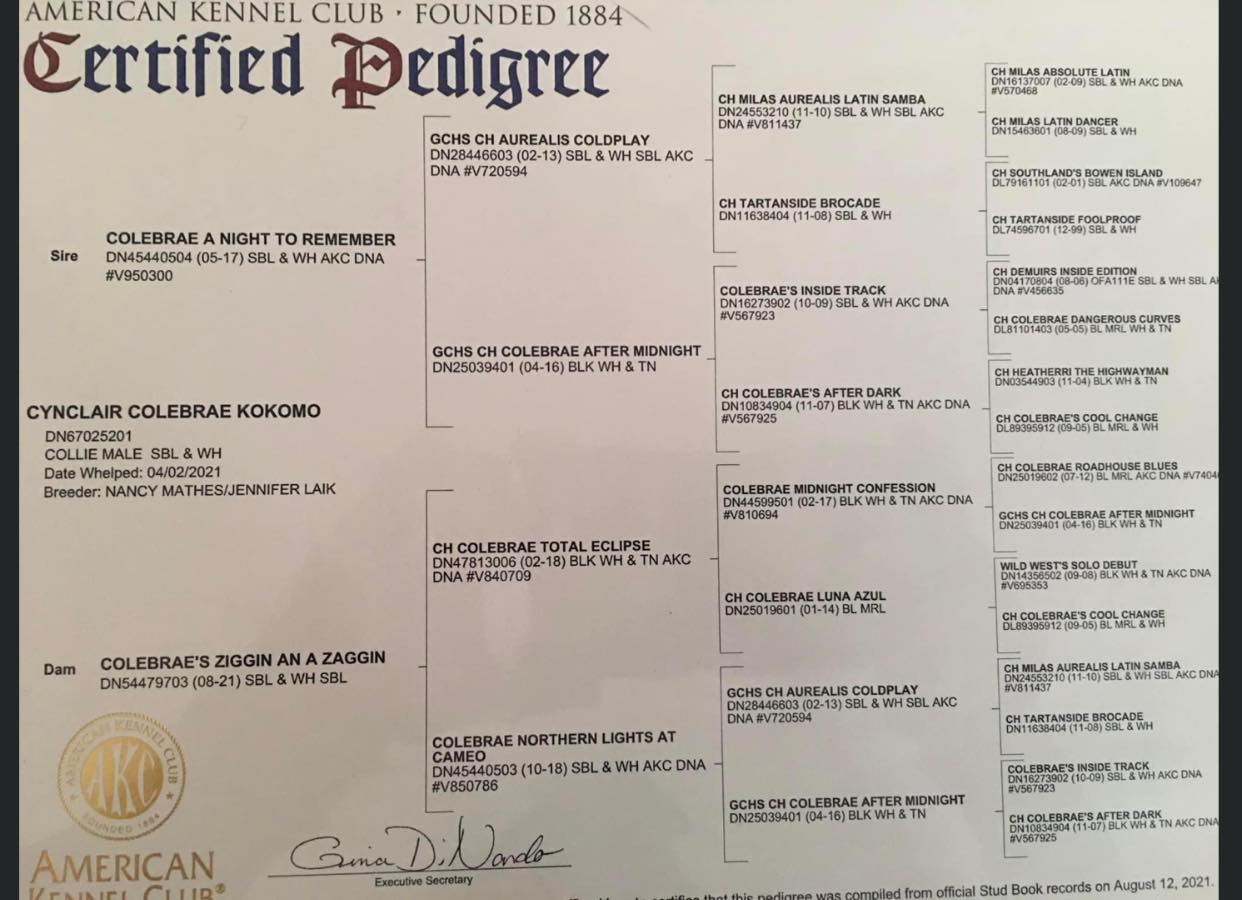 AMERICAN KENNEL CLUB · FOUNDED 1884
Certified Pedigree
Sire
COLEBRAE A NIGHT TO REMEMBER
DN45440504 (05-17) SBL & WH AKC DNA
#V950300
CYNCLAIR COLEBRAE KOKOMO
DN67025201
COLLIE MALE SBL & WH
Date Whelped: 04/02/2021
Breeder: NANCY MATHES/JENNIFER LAIK
Dam
COLEBRAE'S ZIGGIN AN A ZAGGIN
DN54479703 (08-21) SBL & WH SBL
GCHS CH AUREALIS COLDPLAY
DN28446603 (02-13) SBL & WH SBL AKC
DNA #V720594
GCHS CH COLEBRAE AFTER MIDNIGHT
DN25039401 (04-16) BLK WH & TN
CH COLEBRAE TOTAL ECLIPSE
DN47813006 (02-18) BLK WH & TN AKC
DNA #V840709
COLEBRAE NORTHERN LIGHTS AT
CAMEO
DN45440503 (10-18) SBL & WH AKC DNA
#V850786
CH MILAS AUREALIS LATIN SAMBA
DN24553210 (11-10) SBL & WH SBL AKC
DNA #V811437
CH TARTANSIDE BROCADE
DN11638404 (11-08) SBL & WH
COLEBRAE'S INSIDE TRACK
DN16273902 (10-09) SBL & WH AKC DNA
#V567923
CH COLEBRAE'S AFTER DARK
DN10834904 (11-07) BLK WH & TN AKC DNA
#V567925
COLEBRAE MIDNIGHT CONFESSION
DN44599501 (02-17) BLK WH & TN AKC DNA
#V810694
CH COLEBRAE LUNA AZUL
DN25019601 (01-14) BL MRL
GCHS CH AUREALIS COLDPLAY
DN28446603 (02-13) SBL & WH SBL AKC
DNA #V720594
GCHS CH COLEBRAE AFTER MIDNIGHT
DN25039401 (04-16) BLK WH & TN
CH MILAS ABSOLUTE LATIN
DN16137007 (02-09) SBL & WH AKC DNA
#V570468
CH MILAS LATIN DANCER
DN15463601 (08-09) SBL & WH
CH SOUTHLAND'S BOWEN ISLAND
DL79161101 (02-01) SBL AKC DNA #V109647
CH TARTANSIDE FOOLPROOF
DL74596701 (12-99) SBL & WH
CH DEMUIRS INSIDE EDITION
DN04170804 (08-06) OFA111E SBL & WH SBL A
DNA #V456635
CH COLEBRAE DANGEROUS CURVES
DL81101403 (05-05) BL MRL WH & TN
CH HEATHERRI THE HIGHWAYMAN
DN03544903 (11-04) BLK WH & TN
CH COLEBRAE'S COOL CHANGE
DL89395912 (09-05) BL MRL & WH
CH COLEBRAE ROADHOUSE BLUES
DN25019602 (07-12) BL MRL AKC DNA #V7404
GCHS CH COLEBRAE AFTER MIDNIGHT
DN25039401 (04-16) BLK WH & TN
WILD WEST'S SOLO DEBUT
DN14356502 (09-08) BLK WH & TN AKC DNA
#V695353
CH COLEBRAE'S COOL CHANGE
DL89395912 (09-05) BL MRL & WH
CH MILAS AUREALIS LATIN SAMBA
DN24553210 (11-10) SBL & WH SBL AKC DNA
#V811437
CH TARTANSIDE BROCADE
DN11638404 (11-08) SBL & WH
COLEBRAE'S INSIDE TRACK
DN16273902 (10-09) SBL & WH AKC DNA
#V567923
CH COLEBRAE'S AFTER DARK
DN10834904 (11-07) BLK WH & TN AKC DNA
#V567925
AMERICAN KENNEL CLUB
AKC
FOUNDED 1884
AMERICAN
KENNEL CLUB®
Gina DiNardo
Executive Secretary
that this pedigree was compiled from official Stud Book records on August 12, 2021.